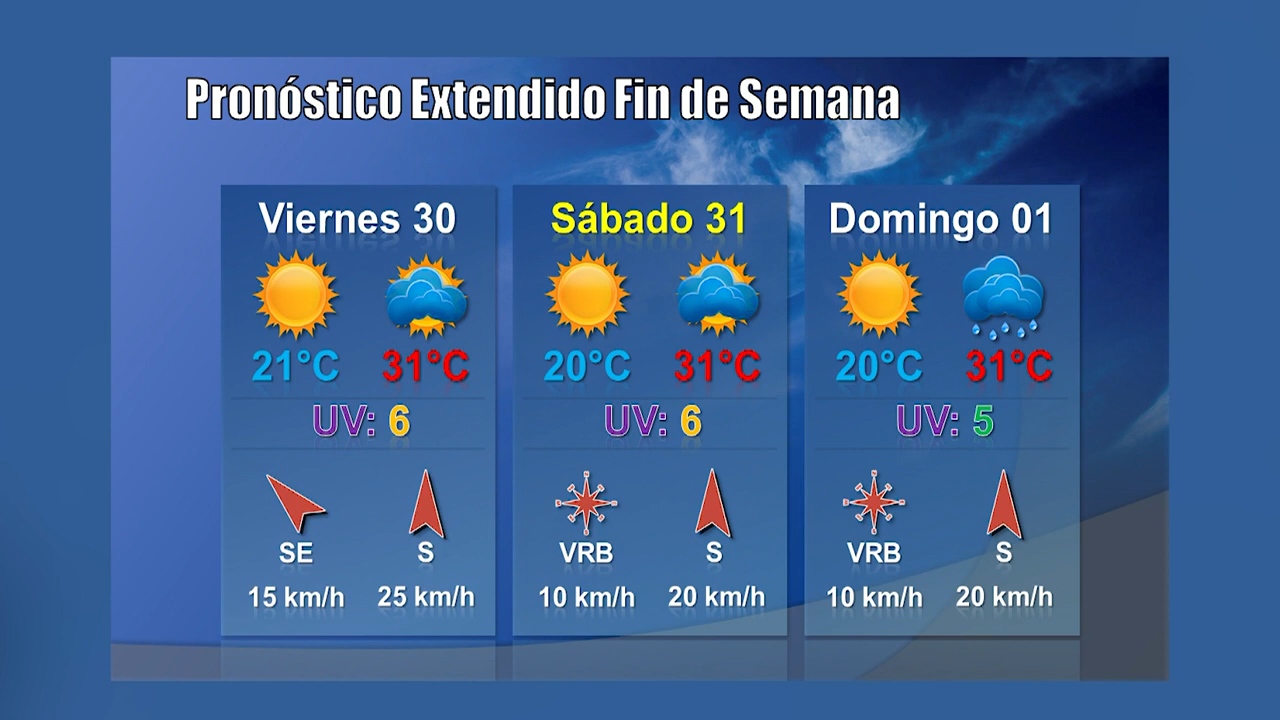 Pronóstico Extendido Fin de Semana
Viernes 30
21°C 31°C
UV: 6
SE S
15 km/h 25 km/h
Sábado 31
20°C 31°C
UV: 6
VRB S
10 km/h 20 km/h
Domingo 01
20°C 31°C
UV: 5
VRB S
10 km/h 20 km/h